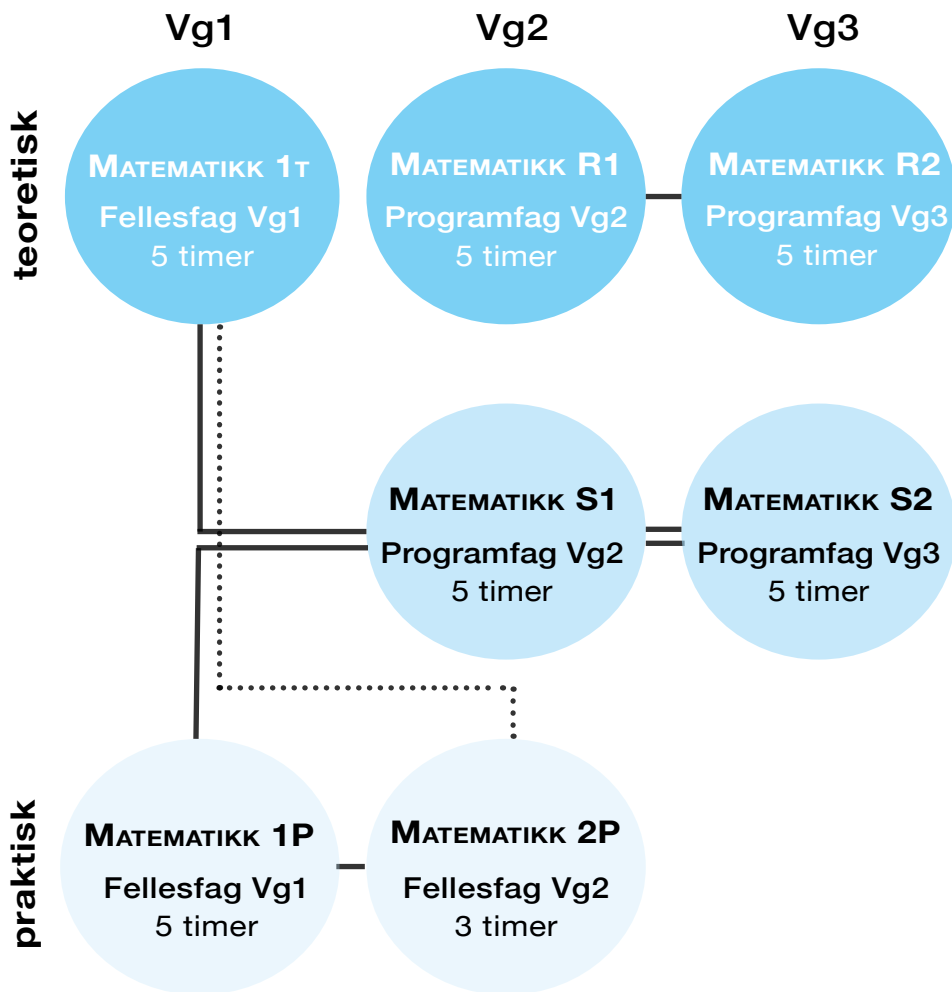 Vg1 Vg2 Vg3
teoretisk
MATEMATIKK 1T
Fellesfag Vg1
5 timer
MATEMATIKK R1
Programfag Vg2
5 timer
MATEMATIKK R2
Programfag Vg3
5 timer
MATEMATIKK S1
Programfag Vg2
5 timer
MATEMATIKK S2
Programfag Vg3
5 timer
praktisk
MATEMATIKK 1P
Fellesfag Vg1
5 timer
MATEMATIKK 2P
Fellesfag Vg2
3 timer